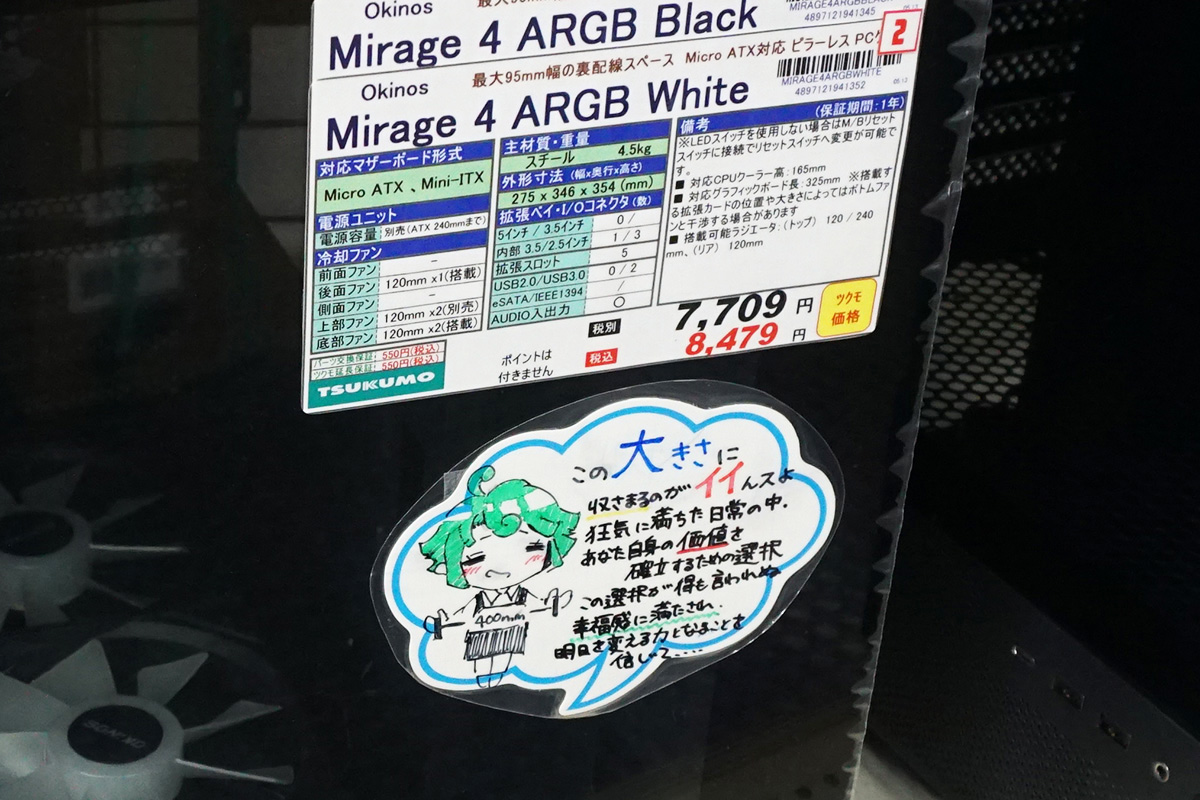 Okinos
Mirage 4 ARGB Black
MIRAGE4ARGBBLACK
4897121941345
2
最大95mm幅の裏配線スペース Micro ATX対応 ピラーレス PC
Okinos
Mirage 4 ARGB White
MIRAGE4ARGBWHITE
4897121941352
対応マザーボード形式
Micro ATX 、Mini-ITX
電源ユニット
電源容量 別売(ATX 240mmまで)
冷却ファン
前面ファン -
後面ファン 120mm x1(搭載)
側面ファン -
上部ファン 120mm x2(別売)
底部ファン 120mm x2(搭載)
パーツ交換保証: 550円(税込)
ツクモ延長保証: 550円(税込)
TSUKUMO
主材質・重量
スチール 4.5kg
外形寸法 (幅x奥行x高さ)
275 x 346 x 354 (mm)
拡張ベイ・I/Oコネクタ (数)
5インチ / 3.5インチ 0 /
内部 3.5/2.5インチ 1 / 3
拡張スロット 5
USB2.0/USB3.0 0 / 2
eSATA/IEEE1394 /
AUDIO入出力 ○
備考 (保証期間:1年)
※LEDスイッチを使用しない場合はM/Bリセット
スイッチに接続でリセットスイッチへ変更が可能で
す。
■ 対応CPUクーラー高:165mm
■ 対応グラフィックボード長:325mm ※搭載す
る拡張カードの位置や大きさによってはボトムファ
ンと干渉する場合があります
■ 搭載可能ラジエータ:(トップ) 120 / 240
mm、(リア) 120mm
税別 7,709 円
税込 8,479 円
ポイントは
付きません
ツクモ
価格
この大きさに
収さまるのがイイんスよ
狂気に満ちた日常の中.
あなた自身の価値を
確立するための選択
この選択が得も言われぬ
幸福感に満たされ.
明日を変える力となることを
信じて....
400mm